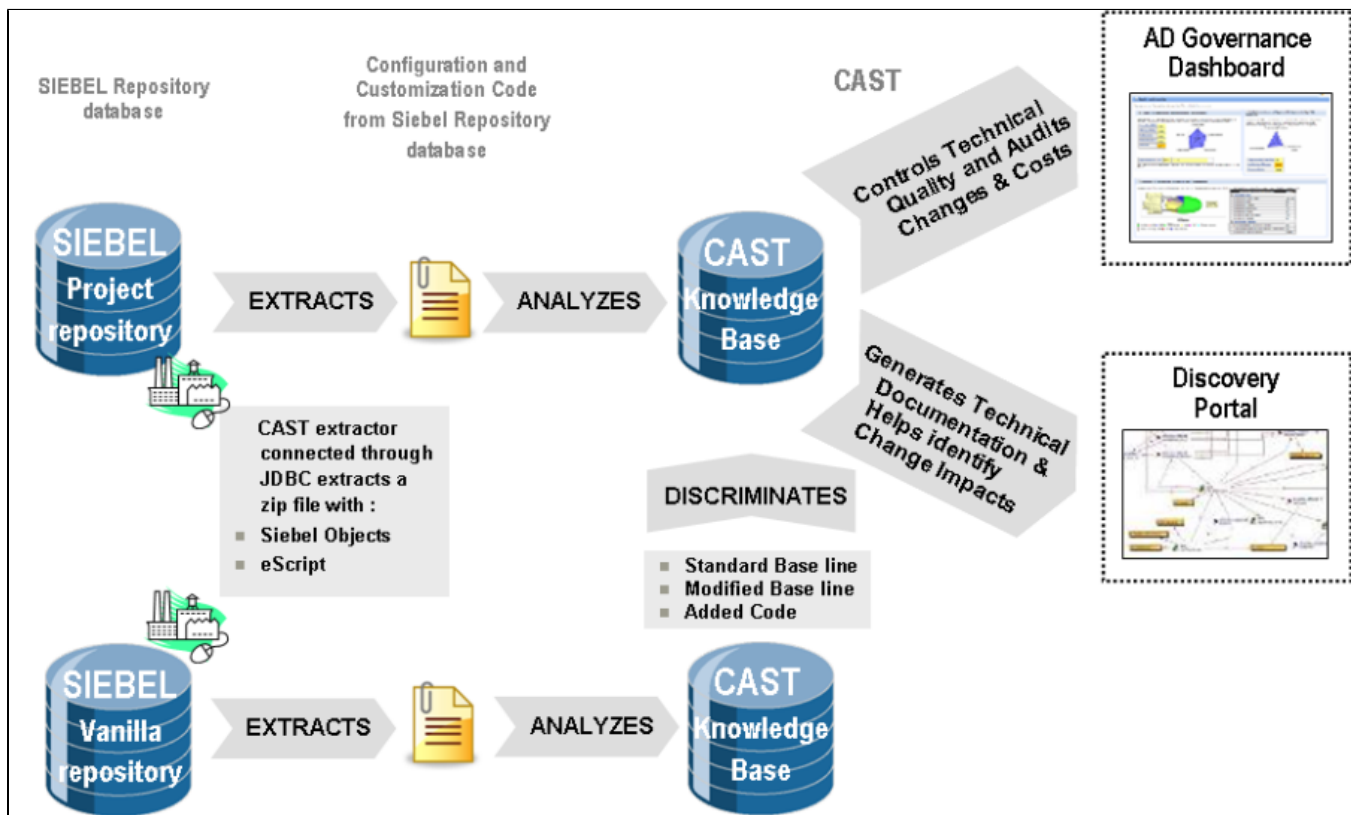 SIEBEL Repository
database
Configuration and
Customization Code
from Siebel Repository
database
CAST
AD Governance
Dashboard
Controls Technical
Quality and Audits
Changes & Costs
SIEBEL
Project
repository
EXTRACTS
ANALYZES
CAST
Knowledge
Base
Generates Technical
Documentation &
Helps identify
Change Impacts
Discovery
Portal
CAST extractor
connected through
JDBC extracts a
zip file with :
Siebel Objects
eScript
DISCRIMINATES
Standard Base line
Modified Base line
Added Code
SIEBEL
Vanilla
repository
EXTRACTS
ANALYZES
CAST
Knowledge
Base